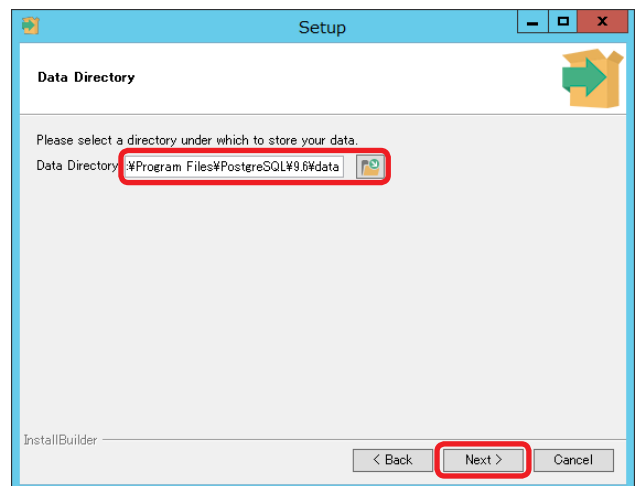 Setup
Data Directory
Please select a directory under which to store your data.
Data Directory :¥Program Files¥PostgreSQL¥9.6¥data
InstallBuilder
< Back Next > Cancel